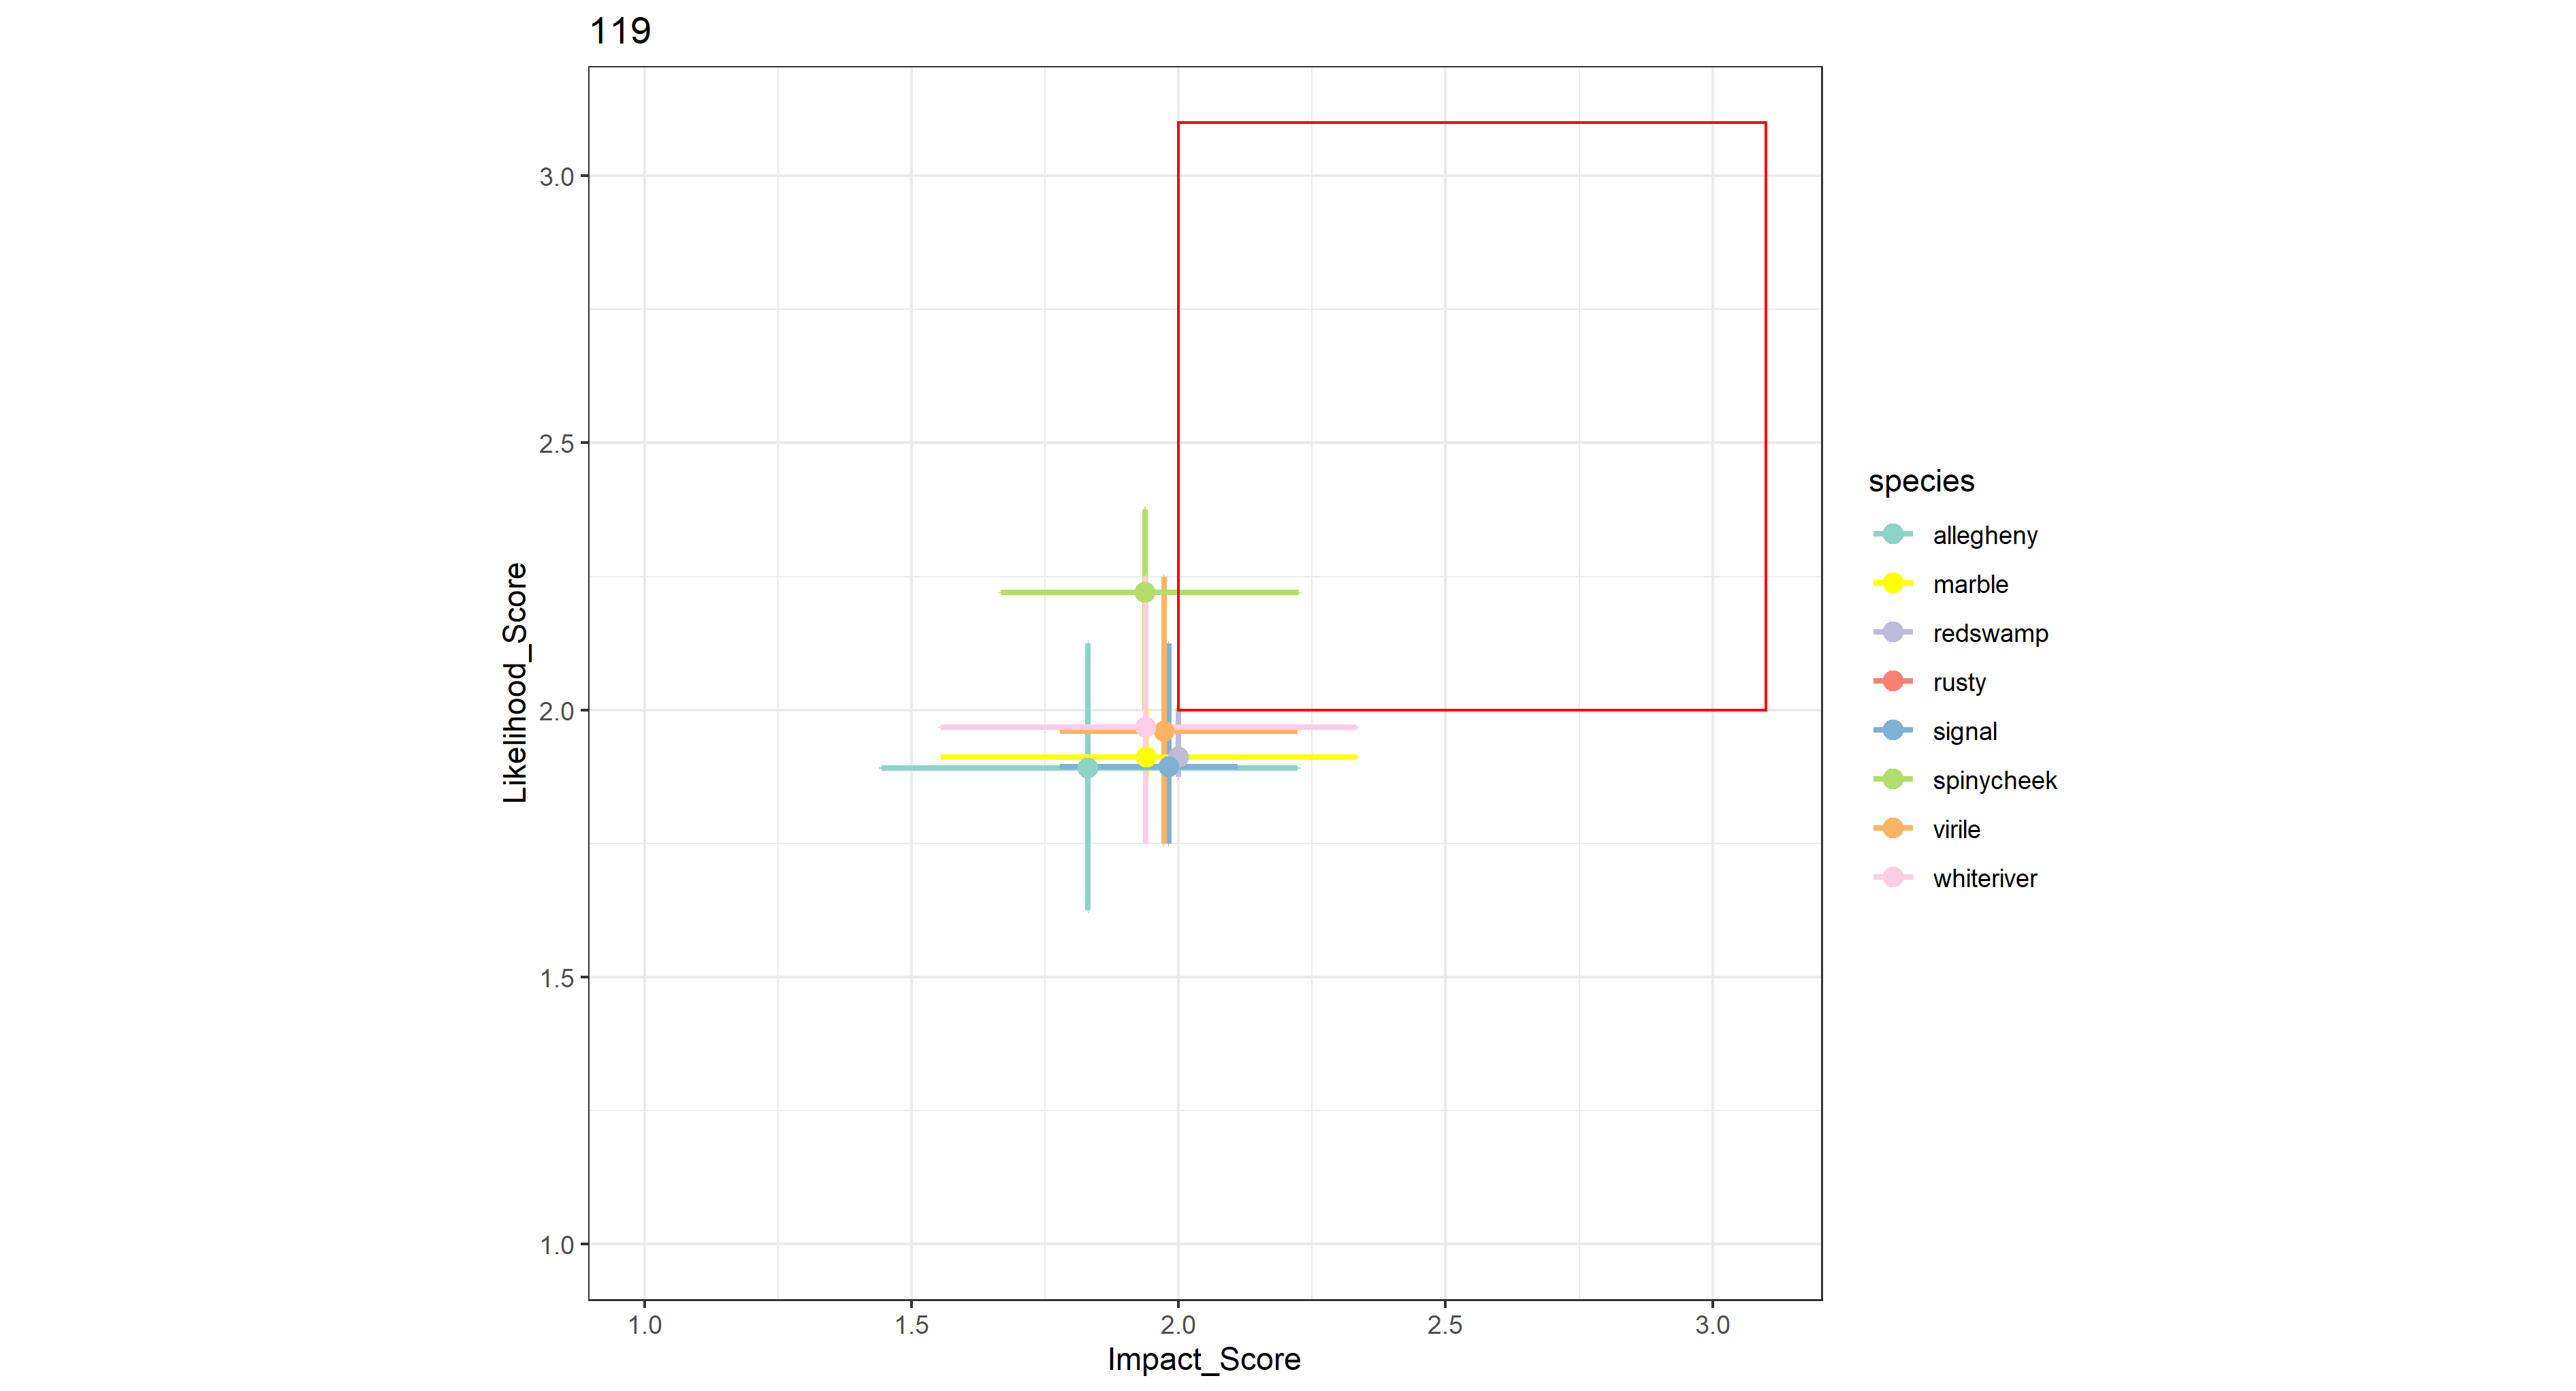 119
Likelihood_Score
3.0
2.5
2.0
1.5
1.0
1.0 1.5 2.0 2.5 3.0
Impact_Score
species
allegheny
marble
redswamp
rusty
signal
spinycheek
virile
whiteriver